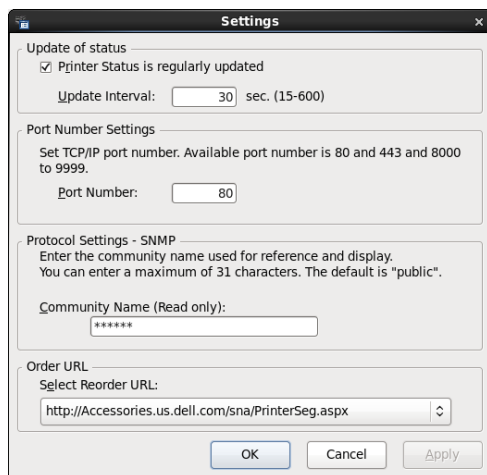 Settings
Update of status
Printer Status is regularly updated
Update Interval: 30 sec. (15-600)
Port Number Settings
Set TCP/IP port number. Available port number is 80 and 443 and 8000
to 9999.
Port Number: 80
Protocol Settings - SNMP
Enter the community name used for reference and display.
You can enter a maximum of 31 characters. The default is "public".
Community Name (Read only):
******
Order URL
Select Reorder URL:
http://Accessories.us.dell.com/sna/PrinterSeg.aspx
OK Cancel Apply